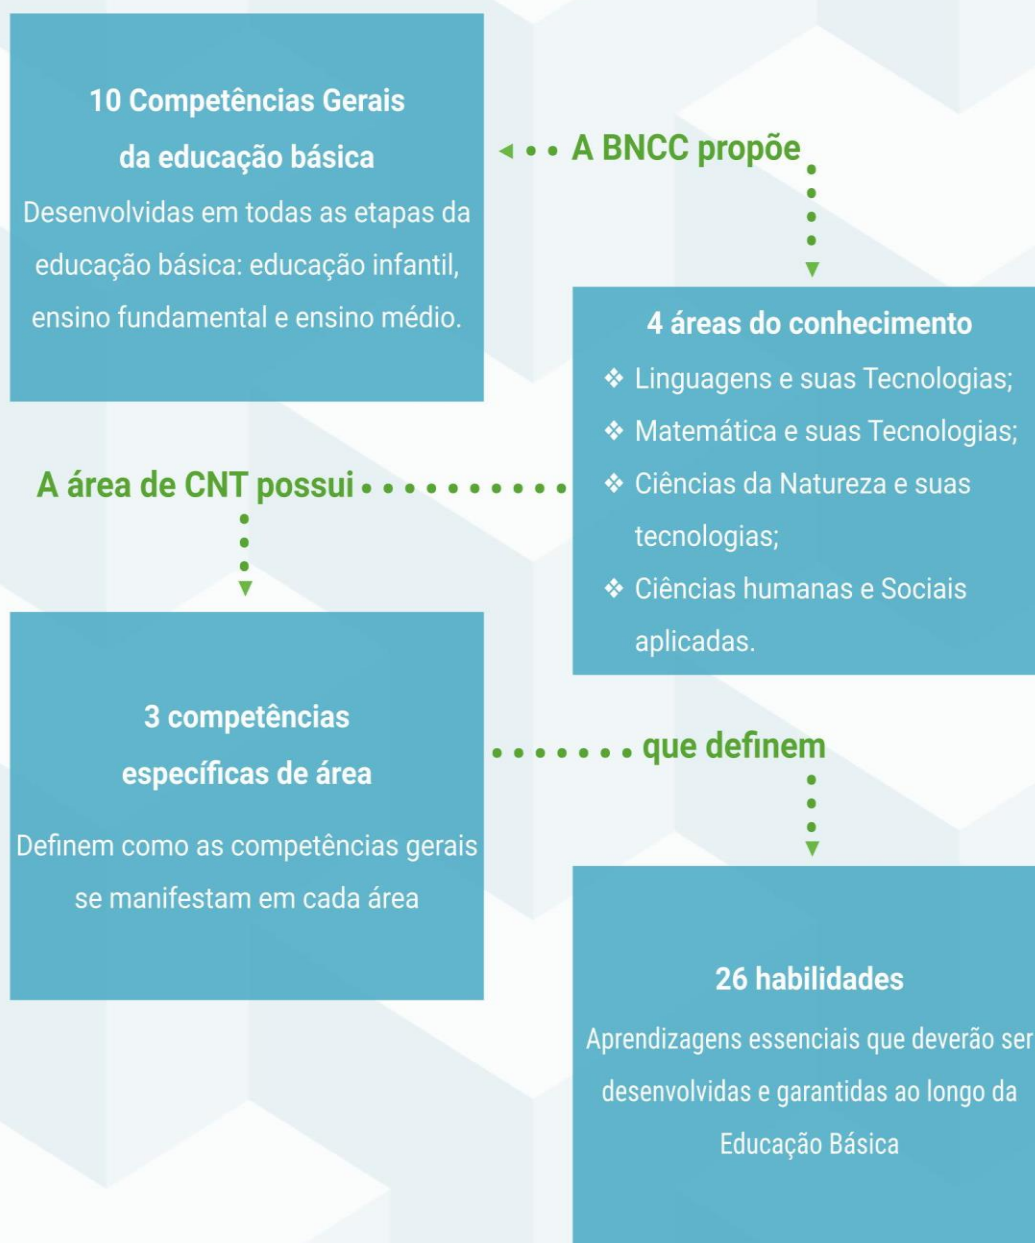 10 Competências Gerais
da educação básica
Desenvolvidas em todas as etapas da
educação básica: educação infantil,
ensino fundamental e ensino médio.
A BNCC propõe
4 áreas do conhecimento
❖ Linguagens e suas Tecnologias;
❖ Matemática e suas Tecnologias;
❖ Ciências da Natureza e suas
tecnologias;
❖ Ciências humanas e Sociais
aplicadas.
A área de CNT possui
3 competências
específicas de área
Definem como as competências gerais
se manifestam em cada área
que definem
26 habilidades
Aprendizagens essenciais que deverão ser
desenvolvidas e garantidas ao longo da
Educação Básica